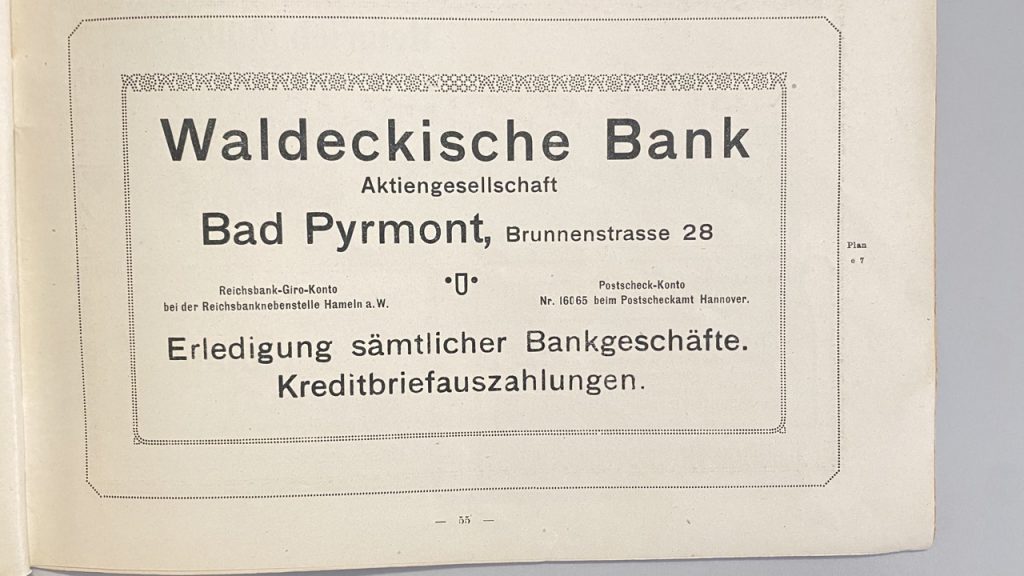 Waldeckische Bank
Aktiengesellschaft
Bad Pyrmont, Brunnenstrasse 28
Plan
e 7
Reichsbank-Giro-Konto
bei der Reichsbanknebenstelle Hameln a. W.
Postscheck-Konto
Nr. 16065 beim Postscheckamt Hannover.
Erledigung sämtlicher Bankgeschäfte.
Kreditbriefauszahlungen.
— 55 —